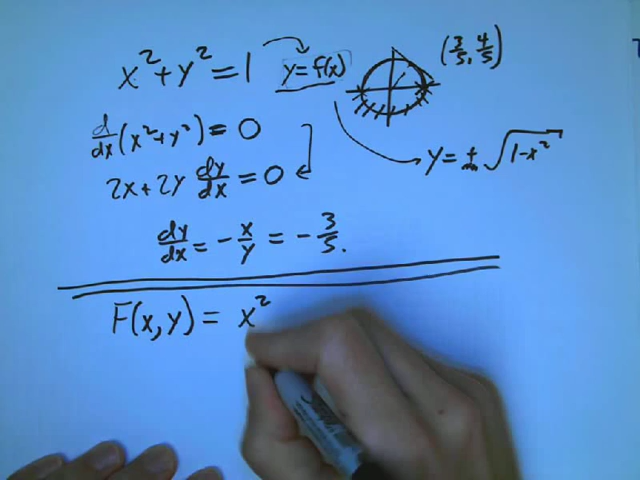 x² + y² = 1 → y = f(x) (3/5, 4/5)
d/dx (x² + y²) = 0
y = ± √(1-x²)
2x + 2y dy/dx = 0
dy/dx = - x/y = - 3/5.
F(x, y) = x²